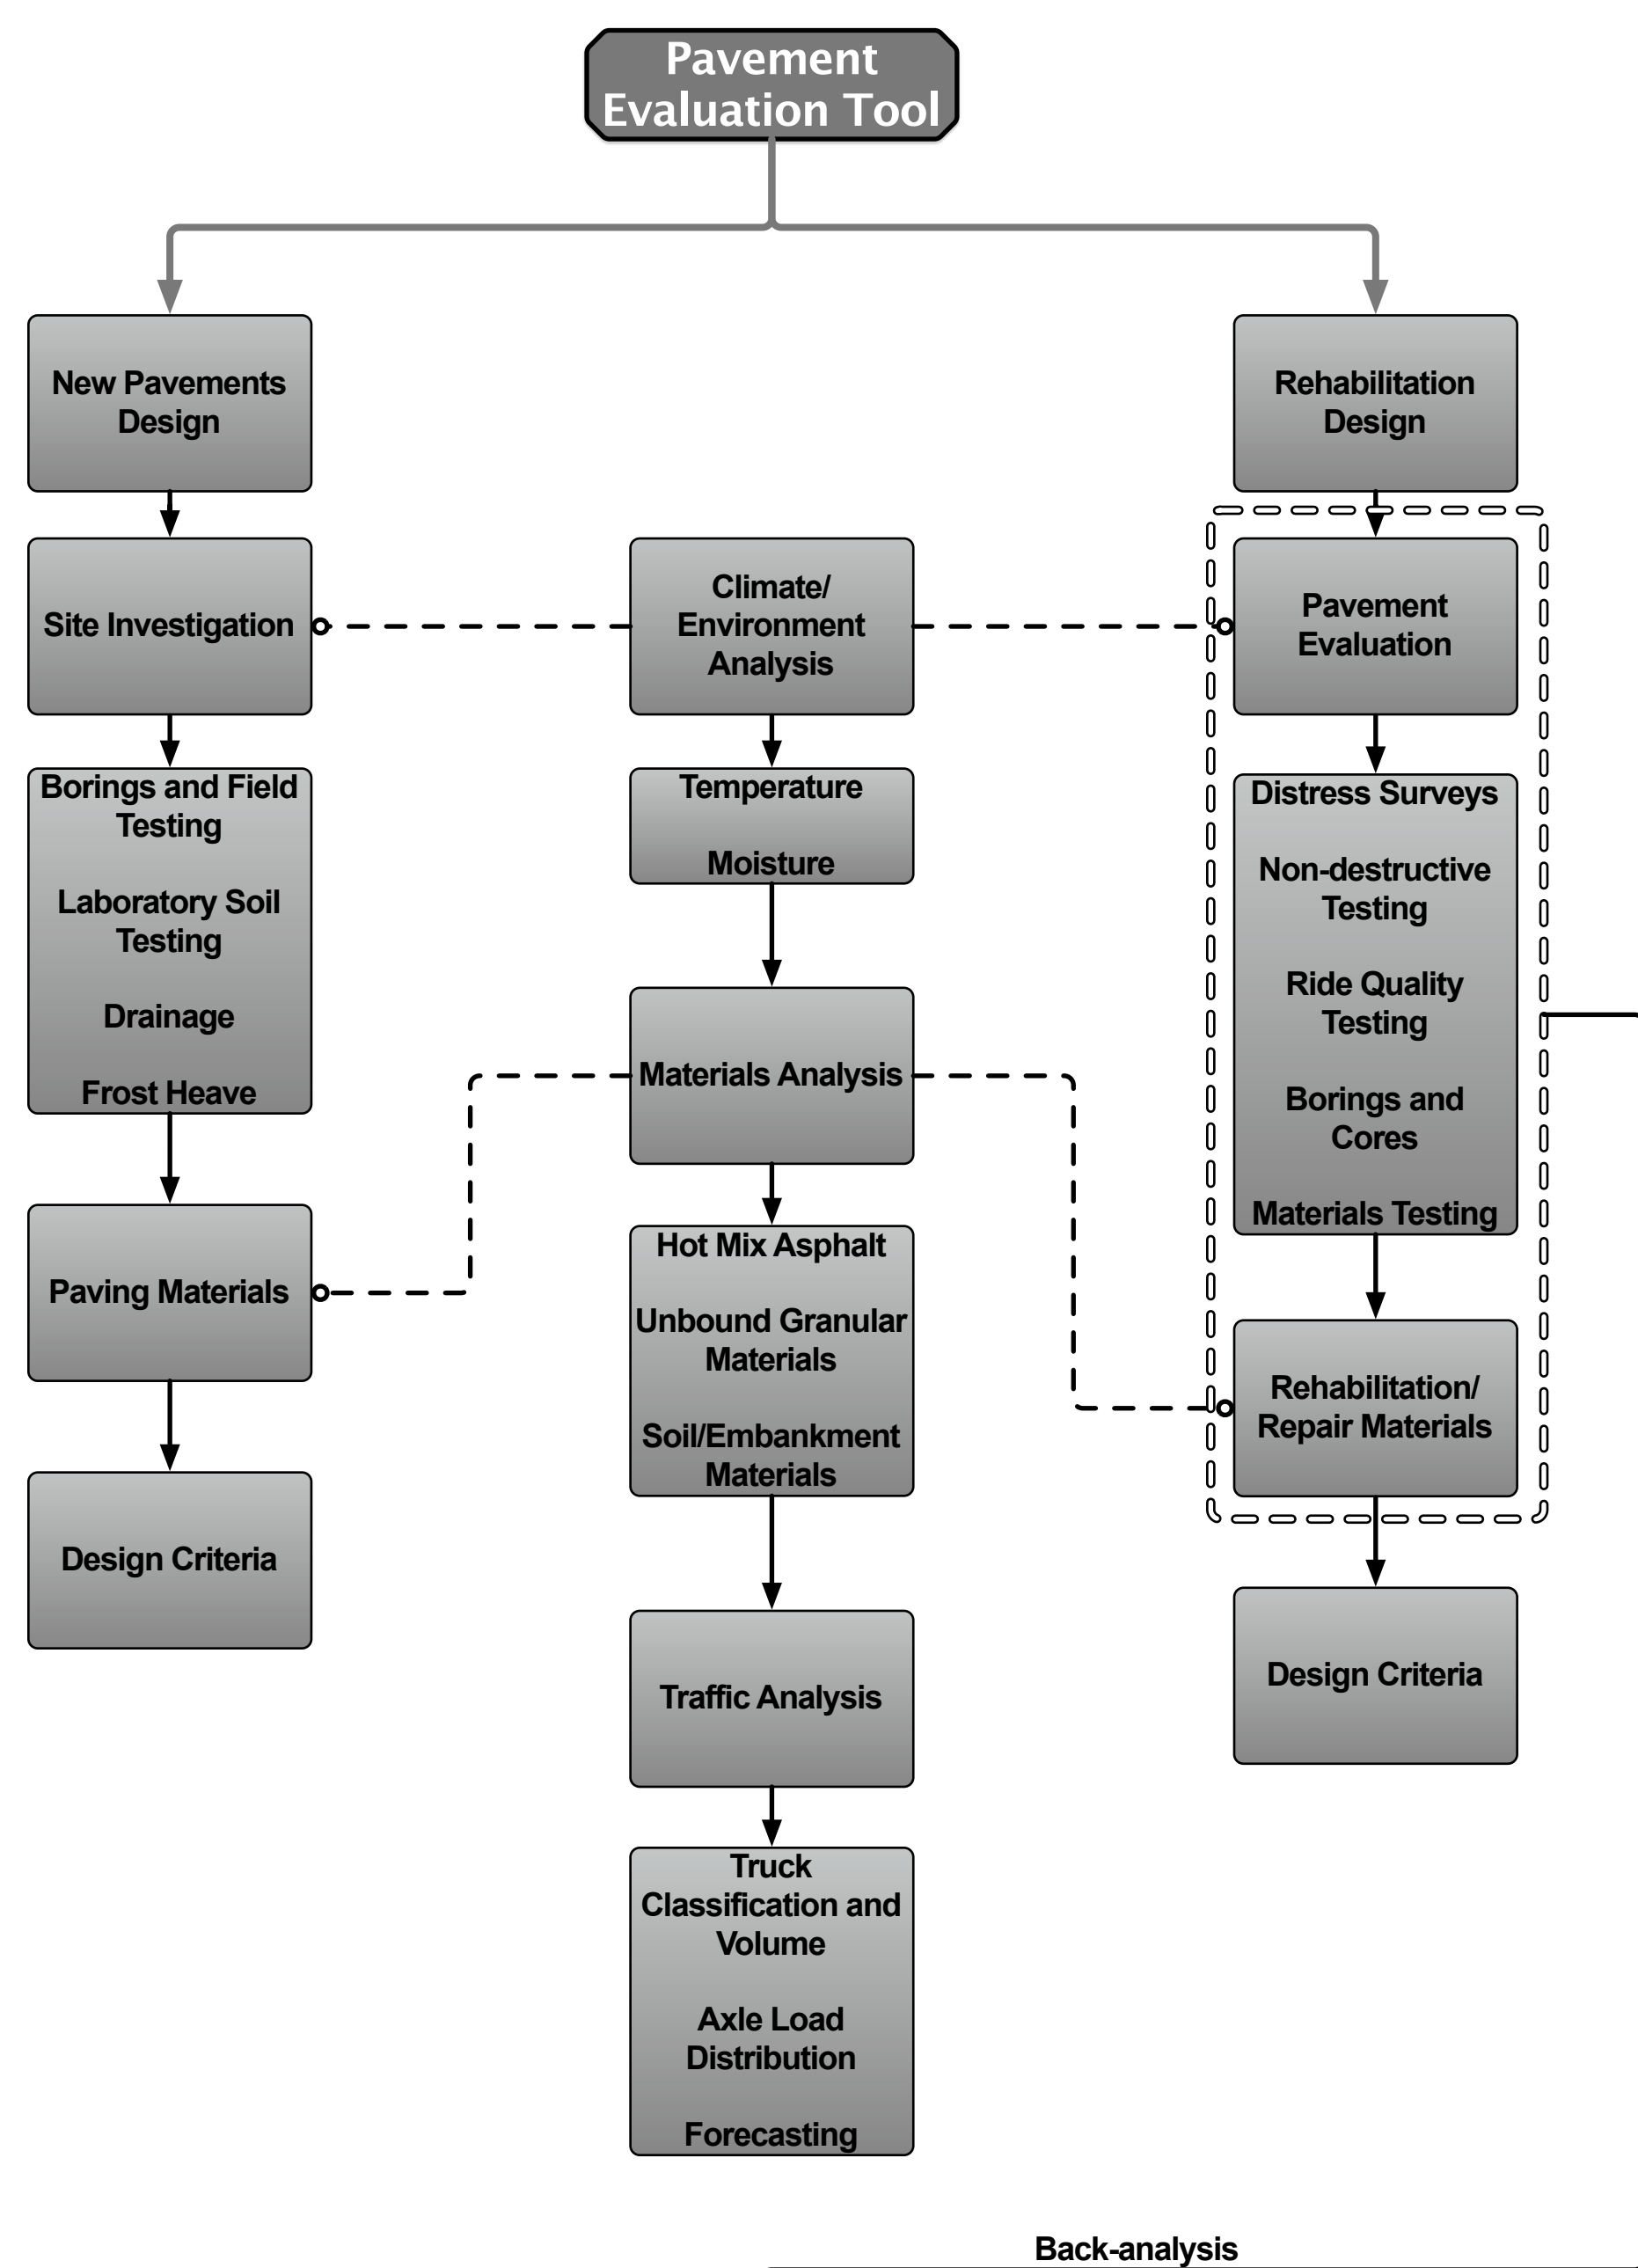 Pavement
Evaluation Tool
New Pavements
Design
Site Investigation
Borings and Field
Testing
Laboratory Soil
Testing
Drainage
Frost Heave
Paving Materials
Design Criteria
Climate/
Environment
Analysis
Temperature
Moisture
Materials Analysis
Hot Mix Asphalt
Unbound Granular
Materials
Soil/Embankment
Materials
Traffic Analysis
Truck
Classification and
Volume
Axle Load
Distribution
Forecasting
Rehabilitation
Design
Pavement
Evaluation
Distress Surveys
Non-destructive
Testing
Ride Quality
Testing
Borings and
Cores
Materials Testing
Rehabilitation/
Repair Materials
Design Criteria
Back-analysis